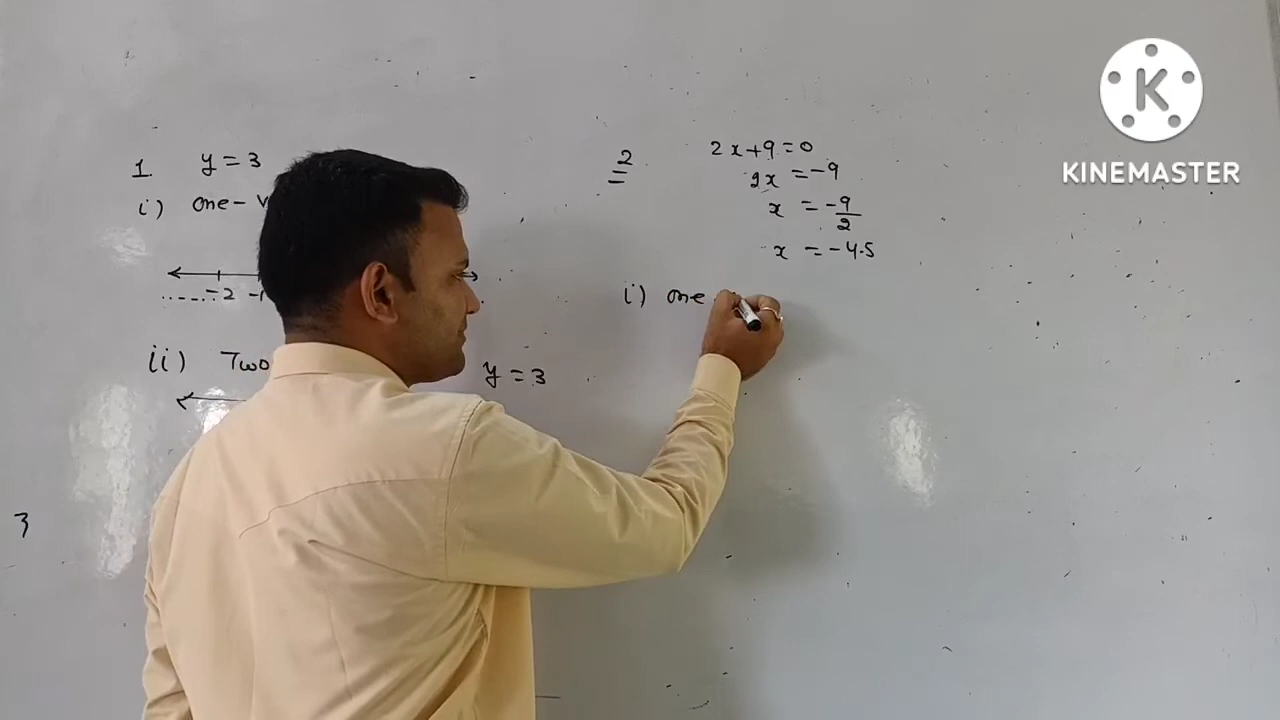 1 y = 3
i) one -
-2 -1
ii) Two
y = 3
3
2
2x+9=0
2x = -9
x = -9/2
x = -4.5
i) one
K
KINEMASTER